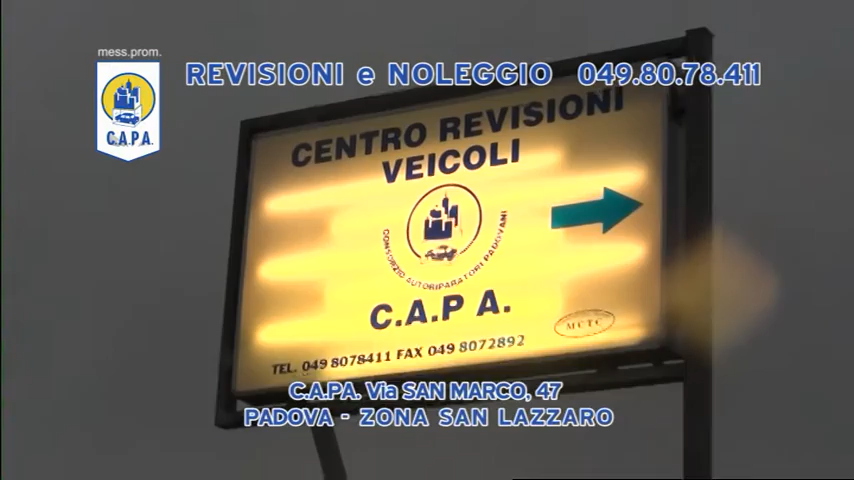 mess.prom.
REVISIONI e NOLEGGIO 049.80.78.411
C.A.P.A.
CENTRO REVISIONI
VEICOLI
CONSORZIO AUTORIPARATORI PADOVANI
C.A.P A.
MCTC
TEL. 049 8078411 FAX 049 8072892
C.A.PA. Via SAN MARCO, 47
PADOVA - ZONA SAN LAZZARO